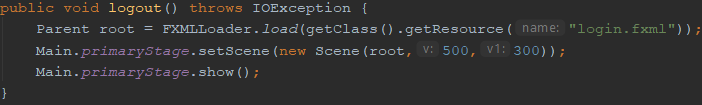 public void logout() throws IOException {
Parent root = FXMLLoader.load(getClass().getResource( name: "login.fxml"));
Main.primaryStage.setScene(new Scene(root, v: 500, v1: 300));
Main.primaryStage.show();
}